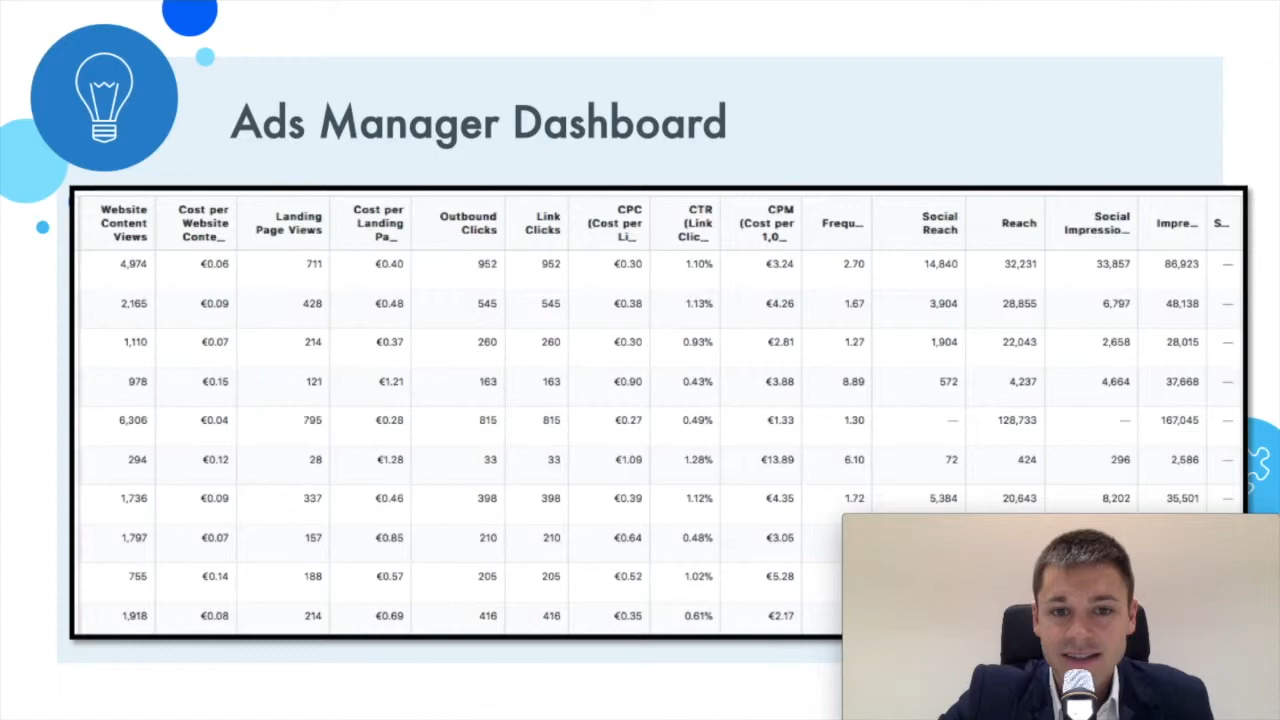 Ads Manager Dashboard
Website Content Views | Cost per Website Conte_ | Landing Page Views | Cost per Landing Pa_ | Outbound Clicks | Link Clicks | CPC (Cost per Li_ | CTR (Link Clic_ | CPM (Cost per 1,0_ | Frequ... | Social Reach | Reach | Social Impressio... | Impre... | S...
4,974 €0.06 711 €0.40 952 952 €0.30 1.10% €3.24 2.70 14,840 32,231 33,857 86,923 —
2,165 €0.09 428 €0.48 545 545 €0.38 1.13% €4.26 1.67 3,904 28,855 6,797 48,138 —
1,110 €0.07 214 €0.37 260 260 €0.30 0.93% €2.81 1.27 1,904 22,043 2,658 28,015 —
978 €0.15 121 €1.21 163 163 €0.90 0.43% €3.88 8.89 572 4,237 4,664 37,668 —
6,306 €0.04 795 €0.28 815 815 €0.27 0.49% €1.33 1.30 — 128,733 — 167,045 —
294 €0.12 28 €1.28 33 33 €1.09 1.28% €13.89 6.10 72 424 296 2,586 —
1,736 €0.09 337 €0.46 398 398 €0.39 1.12% €4.35 1.72 5,384 20,643 8,202 35,501 —
1,797 €0.07 157 €0.85 210 210 €0.64 0.48% €3.05
755 €0.14 188 €0.57 205 205 €0.52 1.02% €5.28
1,918 €0.08 214 €0.69 416 416 €0.35 0.61% €2.17